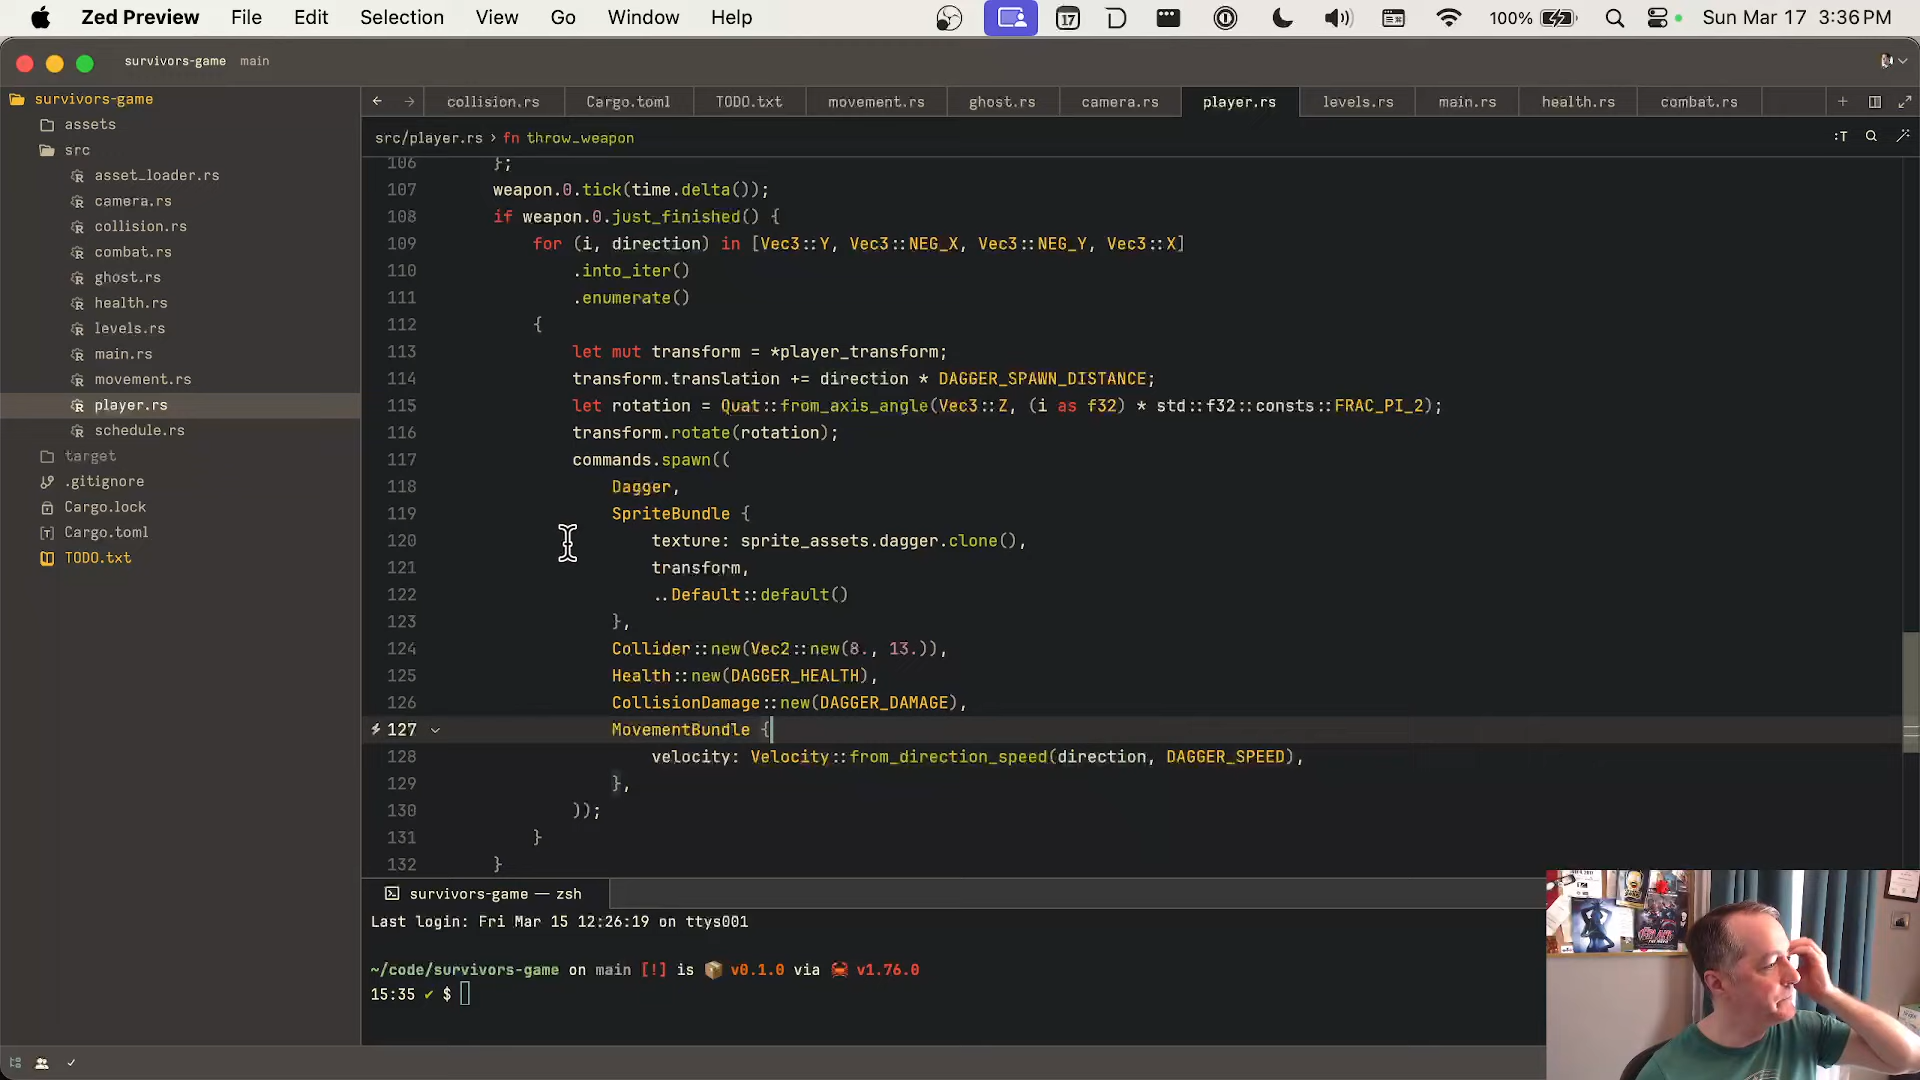 Zed Preview File Edit Selection View Go Window Help 17 100% Sun Mar 17 3:36 PM
survivors-game main
survivors-game
assets
src
asset_loader.rs
camera.rs
collision.rs
combat.rs
ghost.rs
health.rs
levels.rs
main.rs
movement.rs
player.rs
schedule.rs
target
.gitignore
Cargo.lock
Cargo.toml
TODO.txt
collision.rs Cargo.toml TODO.txt movement.rs ghost.rs camera.rs player.rs levels.rs main.rs health.rs combat.rs
src/player.rs › fn throw_weapon :T
106 };
107 weapon.0.tick(time.delta());
108 if weapon.0.just_finished() {
109 for (i, direction) in [Vec3::Y, Vec3::NEG_X, Vec3::NEG_Y, Vec3::X]
110 .into_iter()
111 .enumerate()
112 {
113 let mut transform = *player_transform;
114 transform.translation += direction * DAGGER_SPAWN_DISTANCE;
115 let rotation = Quat::from_axis_angle(Vec3::Z, (i as f32) * std::f32::consts::FRAC_PI_2);
116 transform.rotate(rotation);
117 commands.spawn((
118 Dagger,
119 SpriteBundle {
120 texture: sprite_assets.dagger.clone(),
121 transform,
122 ..Default::default()
123 },
124 Collider::new(Vec2::new(8., 13.)),
125 Health::new(DAGGER_HEALTH),
126 CollisionDamage::new(DAGGER_DAMAGE),
127 MovementBundle {
128 velocity: Velocity::from_direction_speed(direction, DAGGER_SPEED),
129 },
130 ));
131 }
132 }
survivors-game — zsh
Last login: Fri Mar 15 12:26:19 on ttys001
~/code/survivors-game on main [!] is 📦 v0.1.0 via 🦀 v1.76.0
15:35 ✔ $